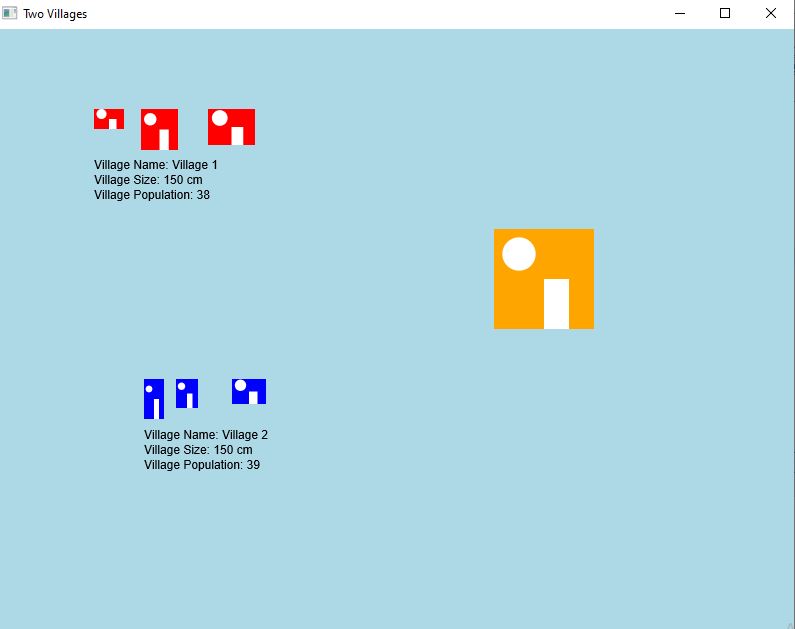 Two Villages
Village Name: Village 1
Village Size: 150 cm
Village Population: 38
Village Name: Village 2
Village Size: 150 cm
Village Population: 39